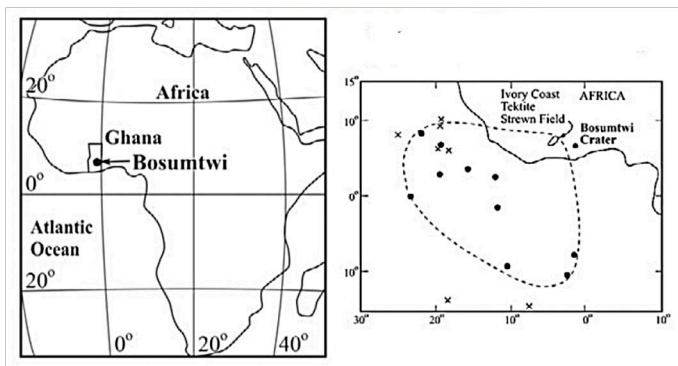 20°
Africa
Ghana
Bosumtwi
0°
Atlantic
Ocean
20°
0°
20°
40°
15°
10°
0°
10°
Ivory Coast
Tektite
Strewn Field
AFRICA
Bosumtwi
Crater
30°
20°
10°
0°
10°